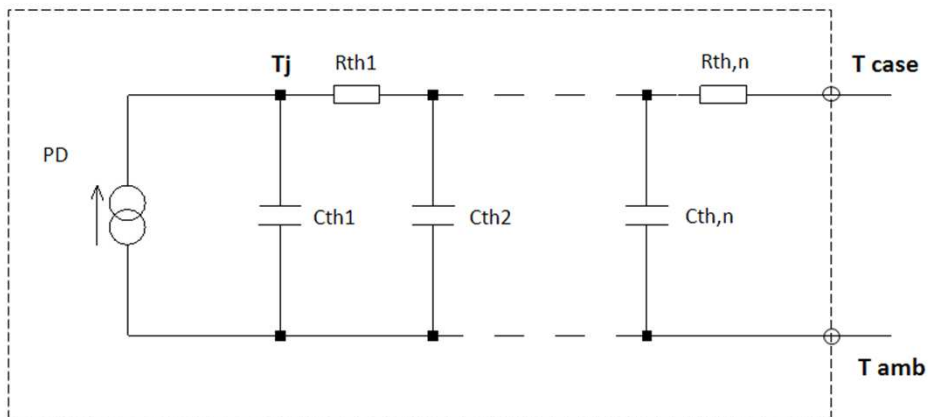 Tj
Rth1
Rth,n
T case
PD
Cth1
Cth2
Cth,n
T amb